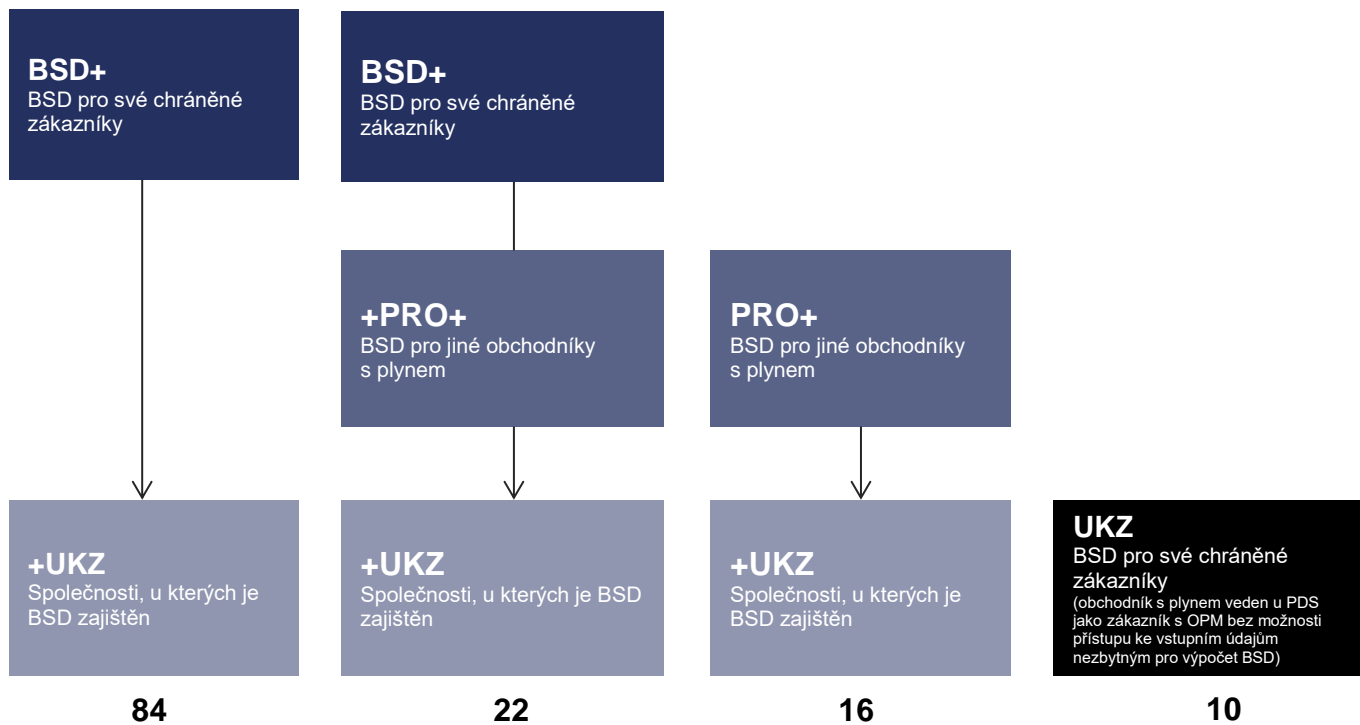 BSD+
BSD pro své chráněné
zákazníky
BSD+
BSD pro své chráněné
zákazníky
+PRO+
BSD pro jiné obchodníky
s plynem
PRO+
BSD pro jiné obchodníky
s plynem
+UKZ
Společnosti, u kterých je
BSD zajištěn
+UKZ
Společnosti, u kterých je BSD
zajištěn
+UKZ
Společnosti, u kterých je
BSD zajištěn
UKZ
BSD pro své chráněné
zákazníky
(obchodník s plynem veden u PDS
jako zákazník s OPM bez možnosti
přístupu ke vstupním údajům
nezbytným pro výpočet BSD)
84
22
16
10